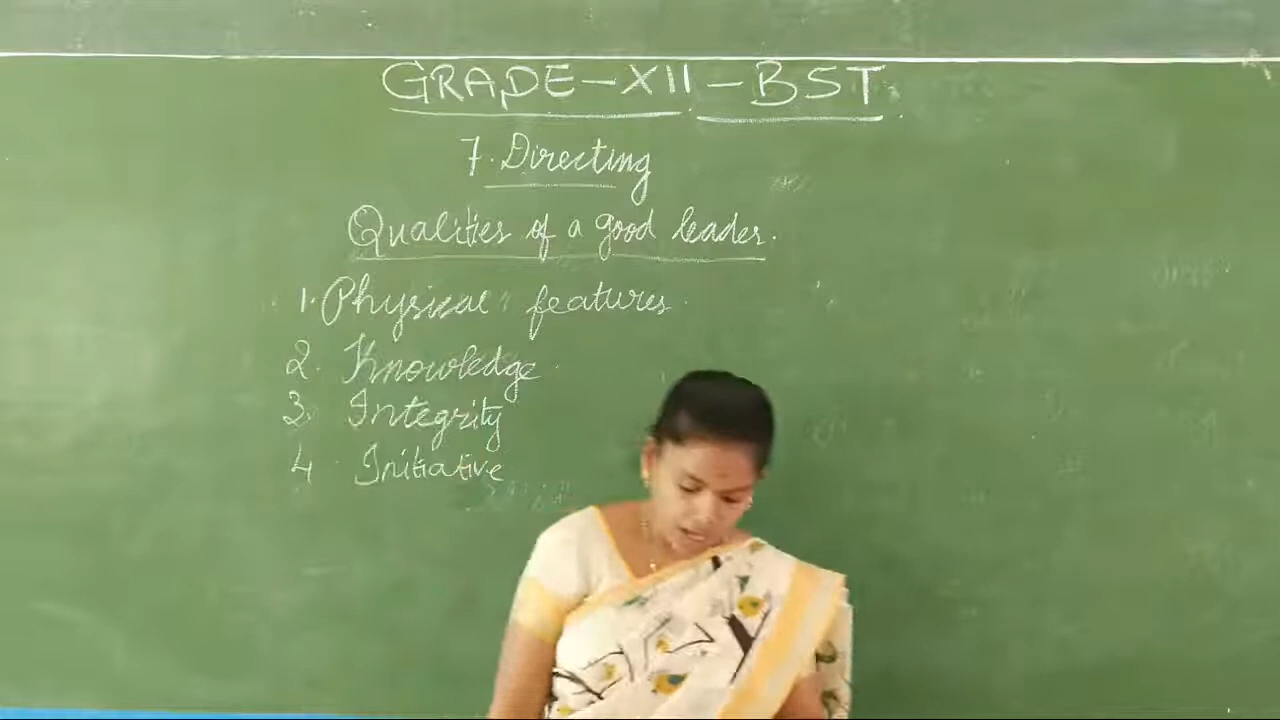 GRADE-XII-BST
7. Directing
Qualities of a good leader.
1. Physical features
2. Knowledge
3. Integrity
4. Initiative